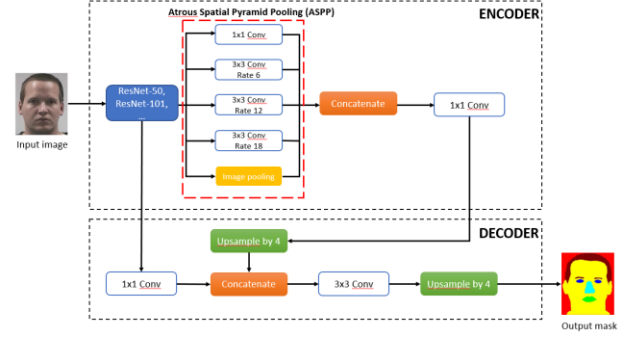 Atrous Spatial Pyramid Pooling (ASPP)
ENCODER
1x1 Conv
3x3 Conv
Rate 6
ResNet-50,
ResNet-101,
...
3x3 Conv
Rate 12
Concatenate
1x1 Conv
Input image
3x3 Conv
Rate 18
Image pooling
DECODER
Upsample by 4
1x1 Conv
Concatenate
3x3 Conv
Upsample by 4
Output mask